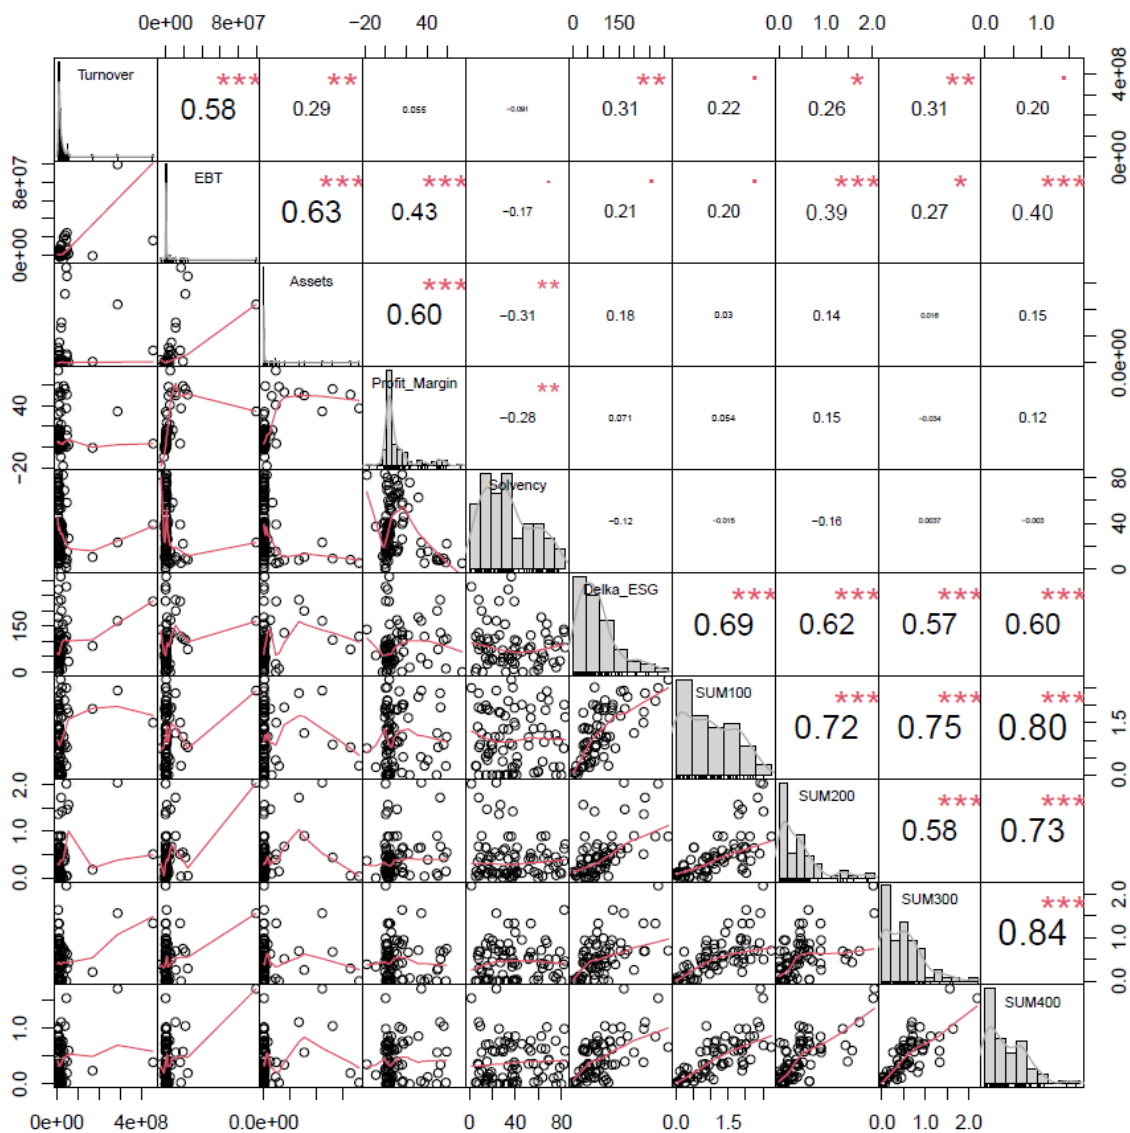 0e+00 8e+07 −20 40 0 150 0.0 1.0 2.0 0.0 1.0
Turnover *** ** ** . * ** .
0.58 0.29 0.055 −0.091 0.31 0.22 0.26 0.31 0.20
0e+00 4e+08
EBT *** *** . . . *** * ***
0.63 0.43 −0.17 0.21 0.20 0.39 0.27 0.40
0e+00 8e+07
Assets *** **
0.60 −0.31 0.18 0.03 0.14 0.016 0.15
0.0e+00
Profit_Margin **
−0.28 0.071 0.054 0.15 −0.034 0.12
−20 40
Solvency
−0.12 −0.015 −0.16 0.0037 −0.003
0 40 80
Delka_ESG *** *** *** ***
0.69 0.62 0.57 0.60
0 150
SUM100 *** *** ***
0.72 0.75 0.80
0.0 1.5
SUM200 *** ***
0.58 0.73
0.0 1.0 2.0
SUM300 ***
0.84
0.0 1.0 2.0
SUM400
0.0 1.0
0e+00 4e+08 0.0e+00 0 40 80 0.0 1.5 0.0 1.0 2.0